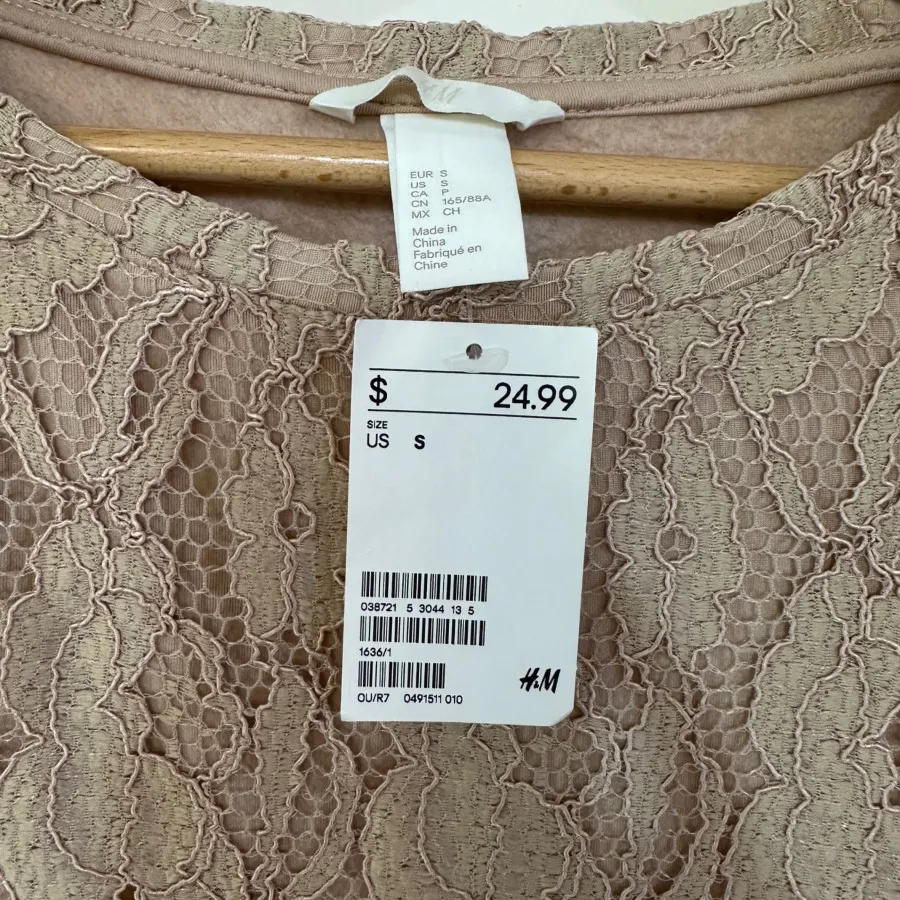 H&M
EUR S
US S
CA P
CN 165/88A
MX CH
Made in
China
Fabriqué en
Chine
$ 24.99
SIZE
US S
038721 5 3044 13 5
1636/1
H&M
OU/R7 0491511 010